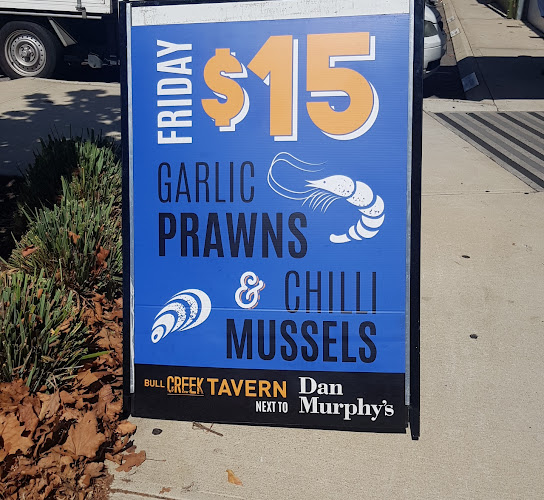 FRIDAY
$15
GARLIC
PRAWNS
& CHILLI
MUSSELS
BULL CREEK TAVERN
NEXT TO
Dan
Murphy's